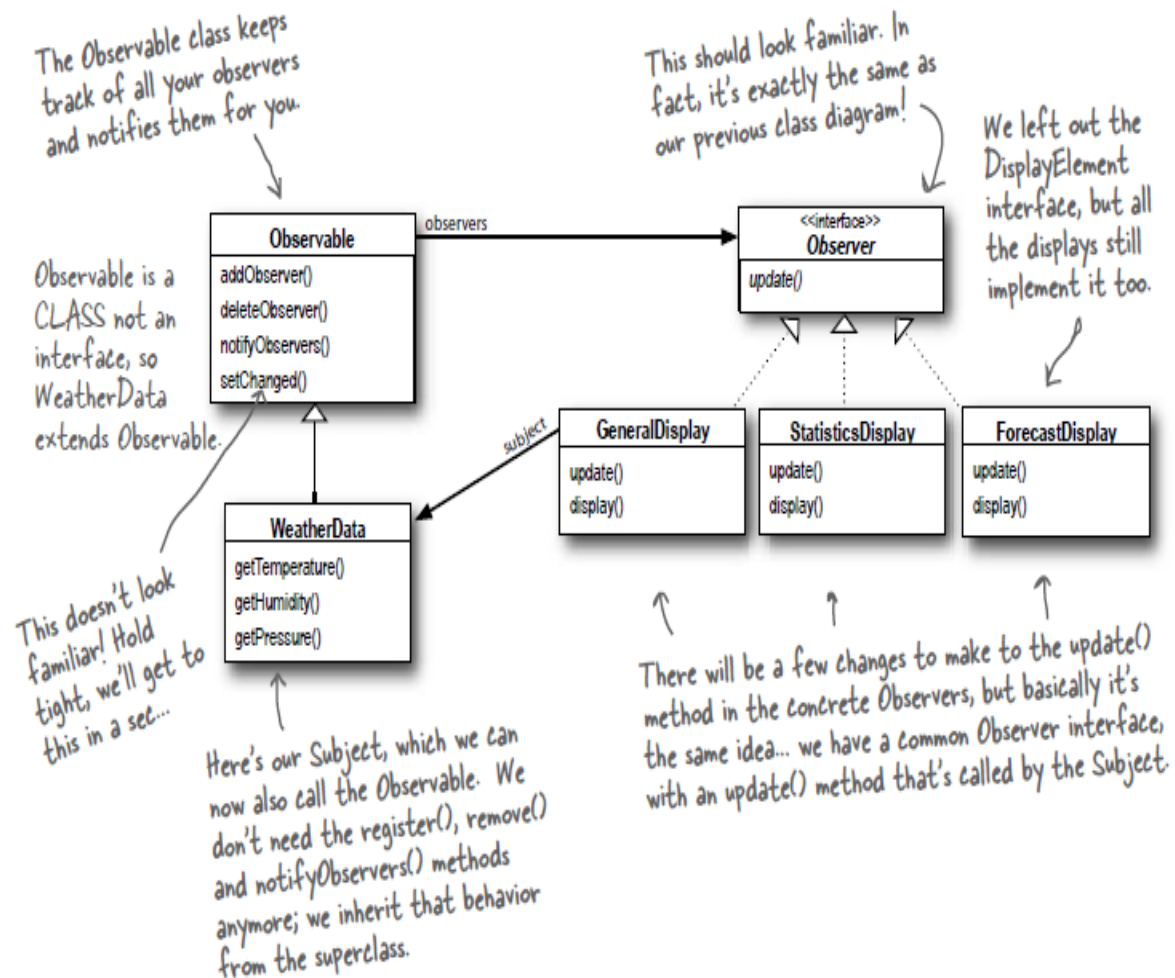 The Observable class keeps
track of all your observers
and notifies them for you.
This should look familiar. In
fact, it's exactly the same as
our previous class diagram!
We left out the
DisplayElement
interface, but all
the displays still
implement it too.
Observable is a
CLASS not an
interface, so
WeatherData
extends Observable.
Observable
addObserver()
deleteObserver()
notifyObservers()
setChanged()
observers
<<interface>>
Observer
update()
subject
GeneralDisplay
update()
display()
StatisticsDisplay
update()
display()
ForecastDisplay
update()
display()
WeatherData
getTemperature()
getHumidity()
getPressure()
This doesn't look
familiar! Hold
tight, we'll get to
this in a sec...
Here's our Subject, which we can
now also call the Observable. We
don't need the register(), remove()
and notifyObservers() methods
anymore; we inherit that behavior
from the superclass.
There will be a few changes to make to the update()
method in the concrete Observers, but basically it's
the same idea... we have a common Observer interface,
with an update() method that's called by the Subject.